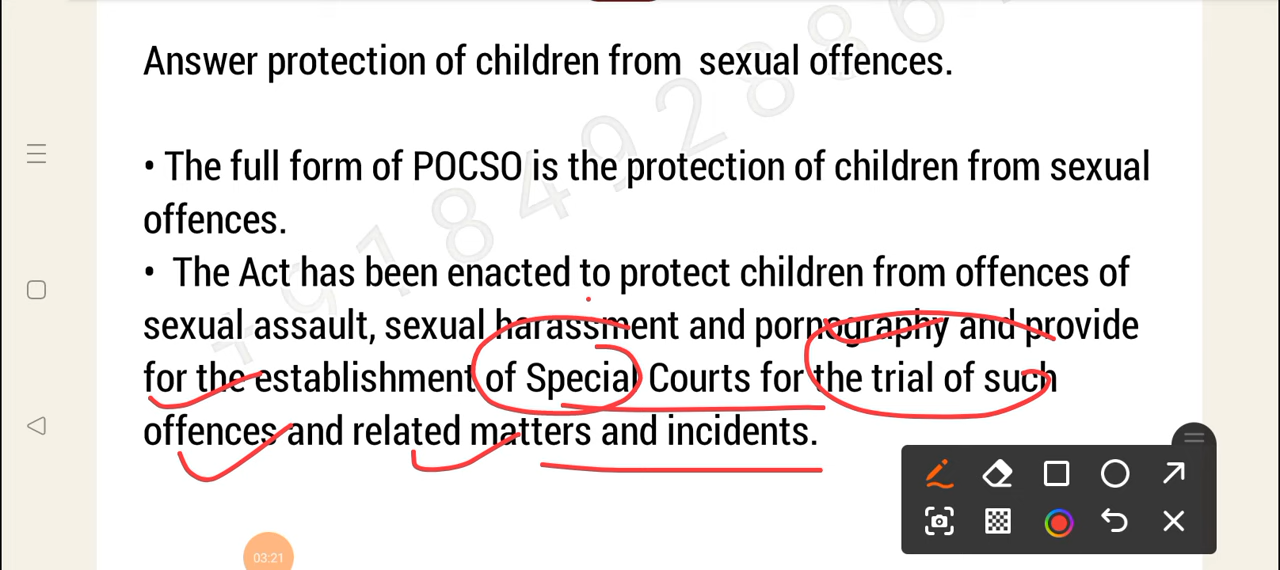 Answer protection of children from sexual offences.
• The full form of POCSO is the protection of children from sexual
offences.
• The Act has been enacted to protect children from offences of
sexual assault, sexual harassment and pornography and provide
for the establishment of Special Courts for the trial of such
offences and related matters and incidents.
03:21